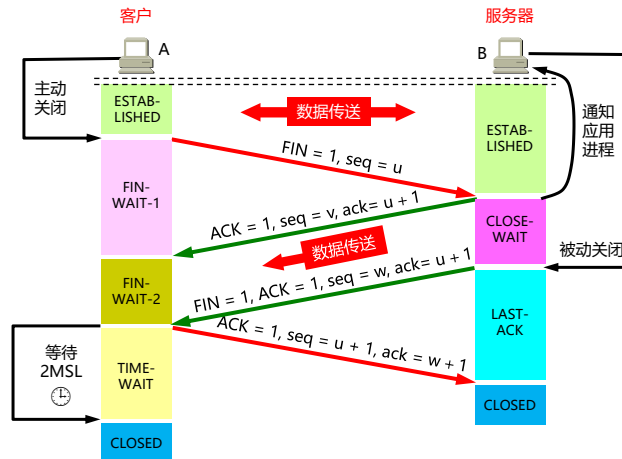 客户
服务器
A
B
主动
关闭
ESTAB-
LISHED
数据传送
ESTAB-
LISHED
通知
应用
进程
FIN = 1, seq = u
FIN-
WAIT-1
CLOSE-
WAIT
ACK = 1, seq = v, ack= u + 1
数据传送
被动关闭
FIN-
WAIT-2
FIN = 1, ACK = 1, seq = w, ack= u + 1
LAST-
ACK
ACK = 1, seq = u + 1, ack = w + 1
等待
2MSL
TIME-
WAIT
CLOSED
CLOSED